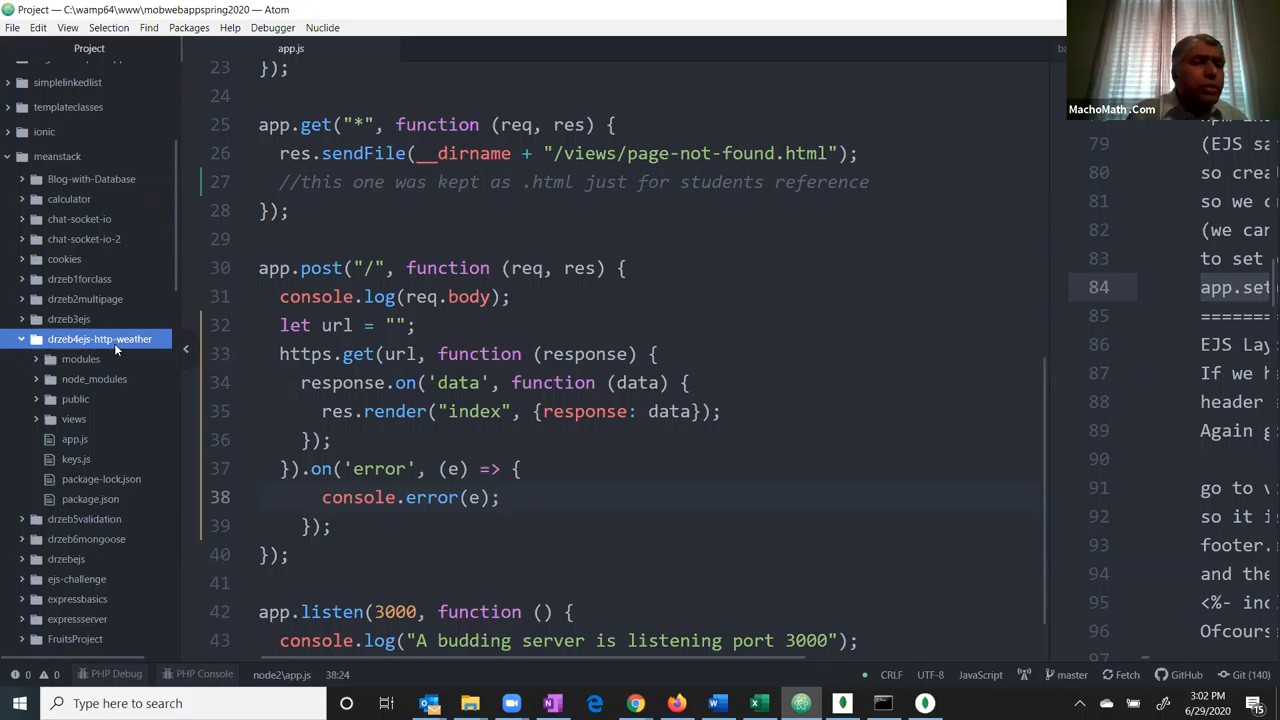 Project — C:\wamp64\www\mobwebappspring2020 — Atom
File Edit View Selection Find Packages Help Debugger Nuclide
Project
simplelinkedlist
templateclasses
ionic
meanstack
Blog-with-Database
calculator
chat-socket-io
chat-socket-io-2
cookies
drzeb1forclass
drzeb2multipage
drzeb3ejs
drzeb4ejs-http-weather
modules
node_modules
public
views
app.js
keys.js
package-lock.json
package.json
drzeb5validation
drzeb6mongoose
drzebejs
ejs-challenge
expressbasics
expressserver
FruitsProject
app.js
23 });
24
25 app.get("*", function (req, res) {
26 res.sendFile(__dirname + "/views/page-not-found.html");
27 //this one was kept as .html just for students reference
28 });
29
30 app.post("/", function (req, res) {
31 console.log(req.body);
32 let url = "";
33 https.get(url, function (response) {
34 response.on('data', function (data) {
35 res.render("index", {response: data});
36 });
37 }).on('error', (e) => {
38 console.error(e);
39 });
40 });
41
42 app.listen(3000, function () {
43 console.log("A budding server is listening port 3000");
MachoMath .Com
79 (EJS sa
80 so crea
81 so we c
82 (we can
83 to set
84 app.set
85 =======
86 EJS Lay
87 If we h
88 header
89 Again g
90
91 go to v
92 so it is
93 footer.
94 and the
95 <%- inc
96 Ofcours
97
0 0 PHP Debug PHP Console node2\app.js 38:24 CRLF UTF-8 JavaScript master Fetch GitHub Git (140)
Type here to search
3:02 PM
6/29/2020
15